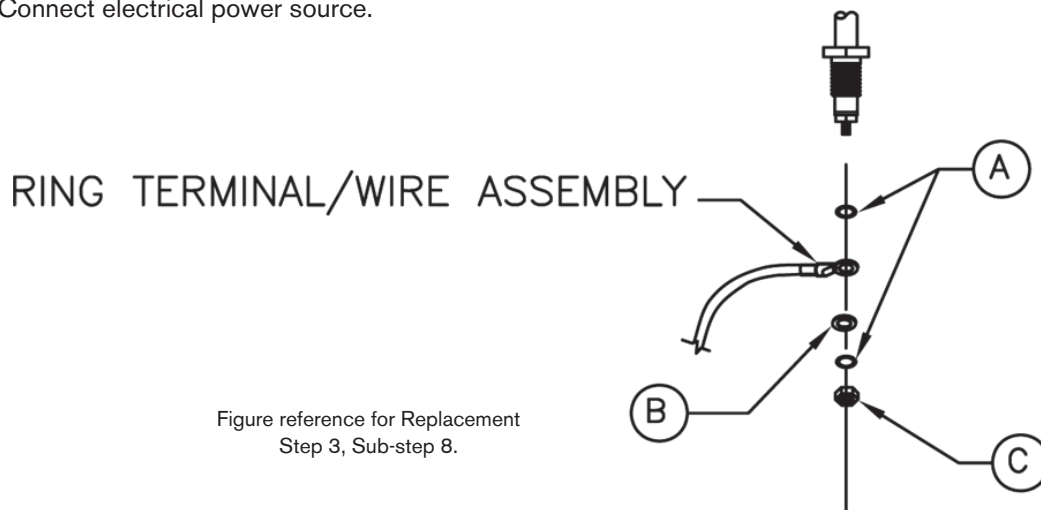 Connect electrical power source.
A
RING TERMINAL/WIRE ASSEMBLY
B
Figure reference for Replacement
Step 3, Sub-step 8.
C